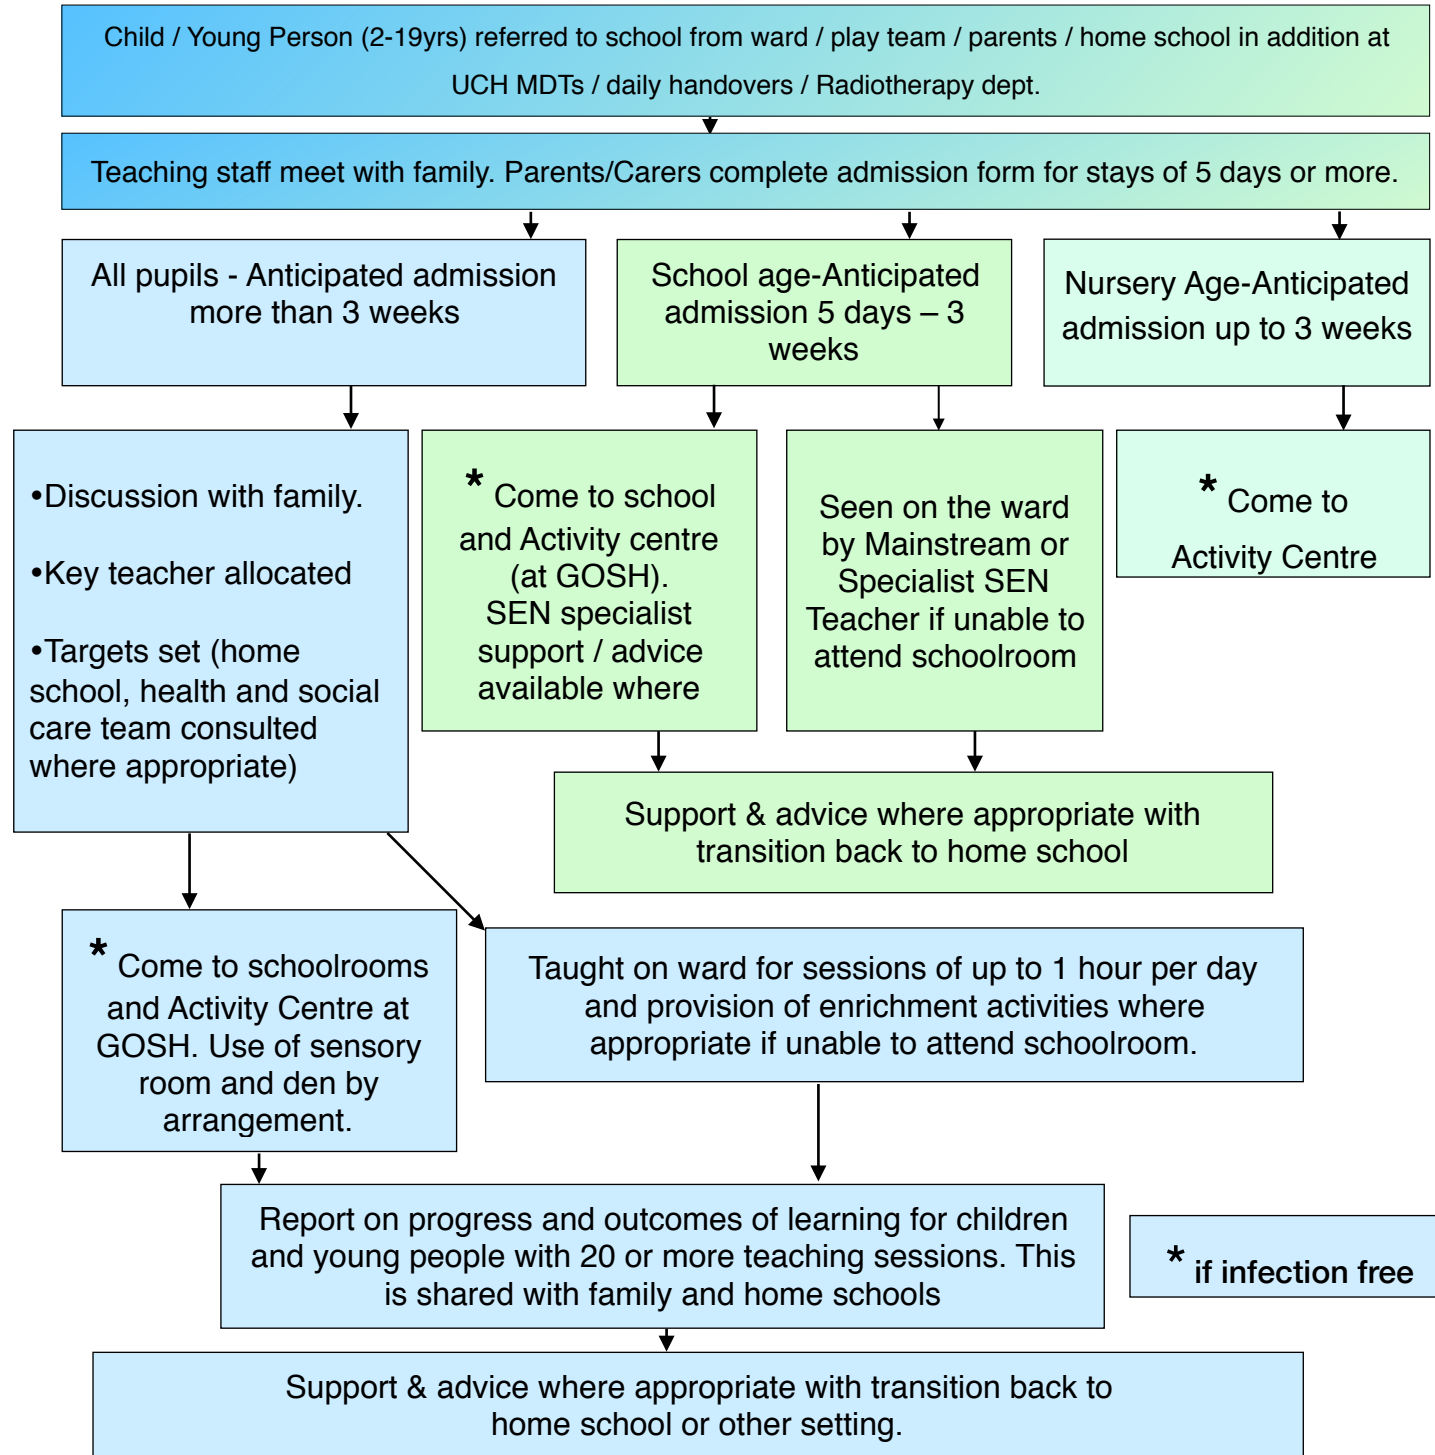 Child / Young Person (2-19yrs) referred to school from ward / play team / parents / home school in addition at
UCH MDTs / daily handovers / Radiotherapy dept.
Teaching staff meet with family. Parents/Carers complete admission form for stays of 5 days or more.
All pupils - Anticipated admission
more than 3 weeks
School age-Anticipated
admission 5 days – 3
weeks
Nursery Age-Anticipated
admission up to 3 weeks
•Discussion with family.
•Key teacher allocated
•Targets set (home
school, health and social
care team consulted
where appropriate)
* Come to school
and Activity centre
(at GOSH).
SEN specialist
support / advice
available where
Seen on the ward
by Mainstream or
Specialist SEN
Teacher if unable to
attend schoolroom
* Come to
Activity Centre
Support & advice where appropriate with
transition back to home school
* Come to schoolrooms
and Activity Centre at
GOSH. Use of sensory
room and den by
arrangement.
Taught on ward for sessions of up to 1 hour per day
and provision of enrichment activities where
appropriate if unable to attend schoolroom.
Report on progress and outcomes of learning for children
and young people with 20 or more teaching sessions. This
is shared with family and home schools
* if infection free
Support & advice where appropriate with transition back to
home school or other setting.